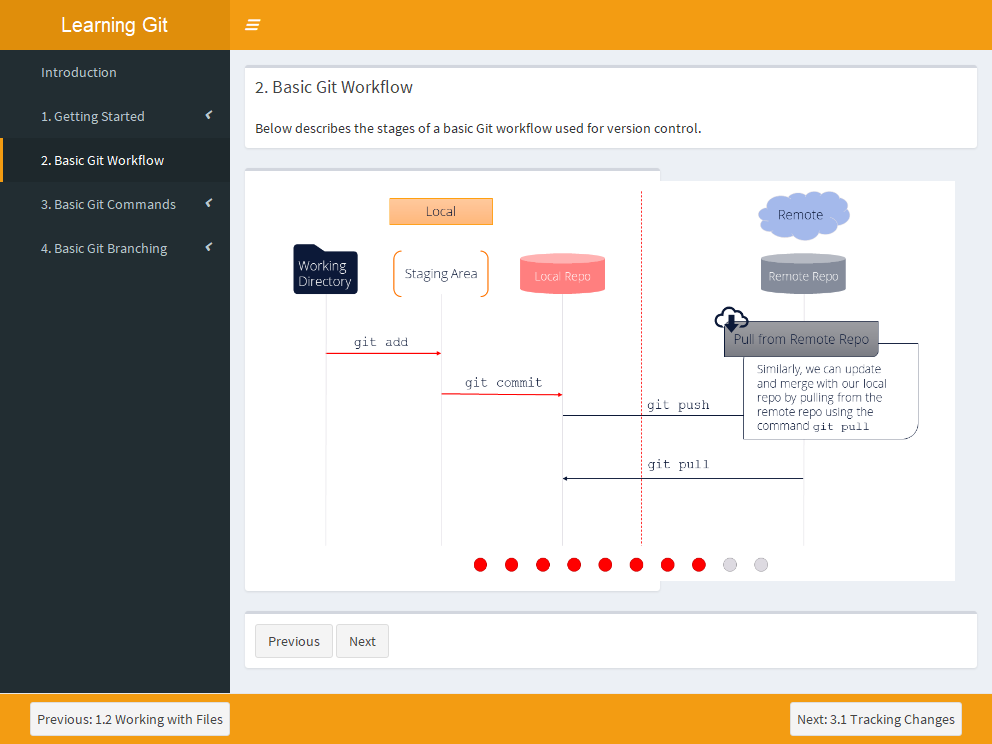 Learning Git
Introduction
1. Getting Started
2. Basic Git Workflow
3. Basic Git Commands
4. Basic Git Branching
2. Basic Git Workflow
Below describes the stages of a basic Git workflow used for version control.
Local
Remote
Working
Directory
Staging Area
Local Repo
Remote Repo
Pull from Remote Repo
git add
Similarly, we can update
and merge with our local
repo by pulling from the
remote repo using the
command git pull
git commit
git push
git pull
Previous
Next
Previous: 1.2 Working with Files
Next: 3.1 Tracking Changes